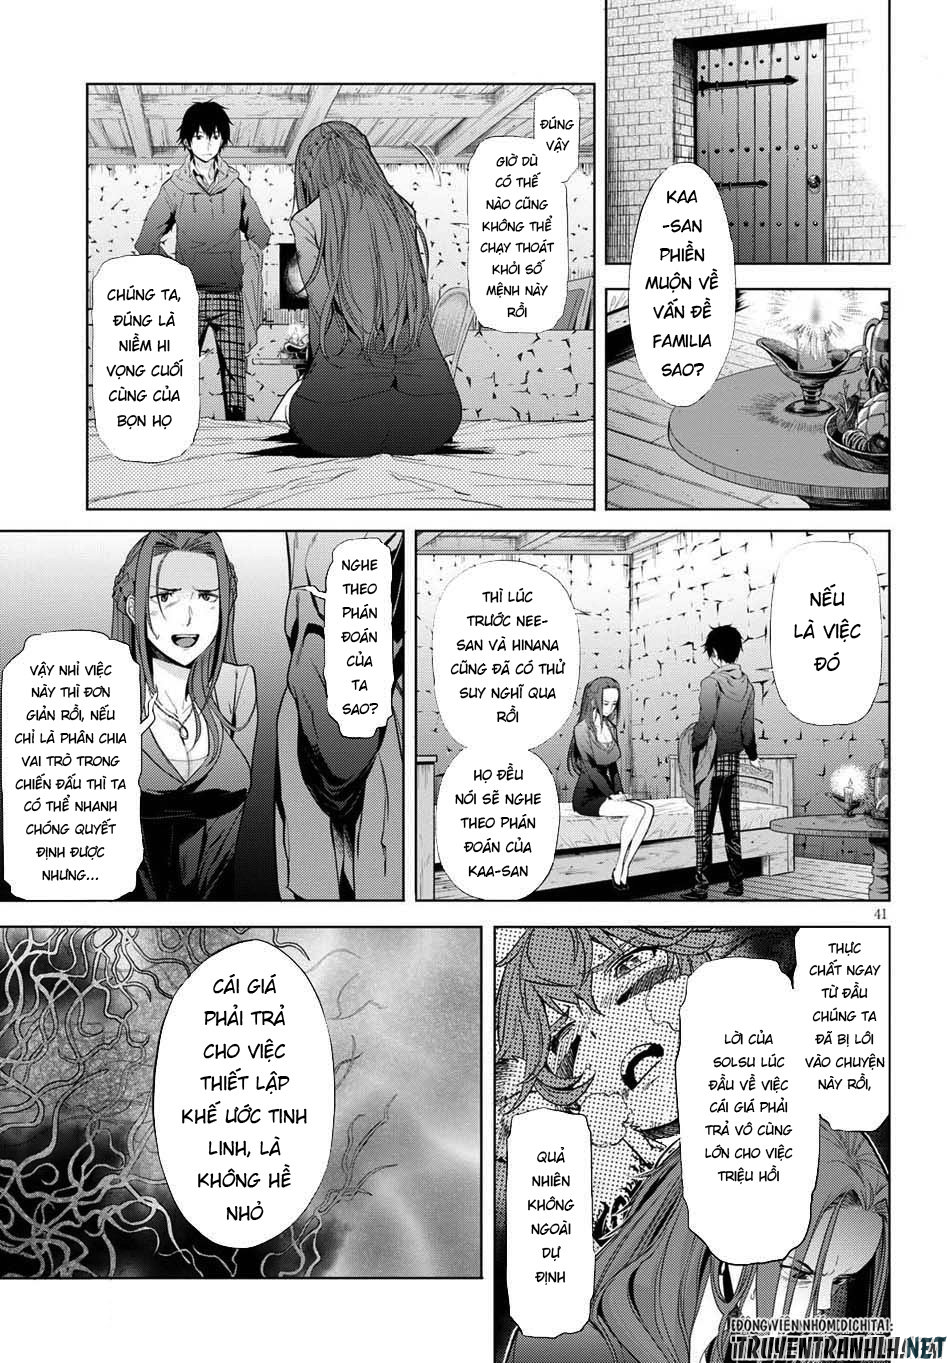 KAA
-SAN
PHIỀN
MUỘN VỀ
VẤN ĐỀ
FAMILIA
SAO?
ĐÚNG
VẬY
GIỜ DÙ
CÓ THẾ
NÀO CŨNG
KHÔNG THỂ
CHẠY THOÁT
KHỎI SỐ
MỆNH NÀY
RỒI
CHÚNG TA,
ĐÚNG LÀ
NIỀM HI
VỌNG CUỐI
CÙNG CỦA
BỌN HỌ
NẾU
LÀ VIỆC
ĐÓ
THÌ LÚC
TRƯỚC NEE-
SAN VÀ HINANA
CŨNG ĐÃ CÓ THỬ
SUY NGHĨ QUA
RỒI
HỌ ĐỀU
NÓI SẼ NGHE
THEO PHÁN
ĐOÁN CỦA
KAA-SAN
NGHE
THEO
PHÁN
ĐOÁN
CỦA
TA
SAO?
VẬY NHỈ VIỆC
NÀY THÌ ĐƠN
GIẢN RỒI, NẾU
CHỈ LÀ PHÂN CHIA
VAI TRÒ TRONG
CHIẾN ĐẤU THÌ TA
CÓ THỂ NHANH
CHÓNG QUYẾT
ĐỊNH ĐƯỢC
NHƯNG...
41
THỰC
CHẤT NGAY
TỪ ĐẦU
CHÚNG TA
ĐÃ BỊ LÔI
VÀO CHUYỆN
NÀY RỒI,
LỜI CỦA
SOLSU LÚC
ĐẦU VỀ VIỆC
CÁI GIÁ PHẢI
TRẢ VÔ CÙNG
LỚN CHO VIỆC
TRIỆU HỒI
QUẢ
NHIÊN KHÔNG
NGOÀI
DỰ
ĐỊNH
CÁI GIÁ
PHẢI TRẢ
CHO VIỆC
THIẾT LẬP
KHẾ ƯỚC TINH
LINH, LÀ
KHÔNG HỀ
NHỎ
ĐỘNG VIÊN NHÓM DỊCH TẠI:
TRUYENTRANHLH.NET